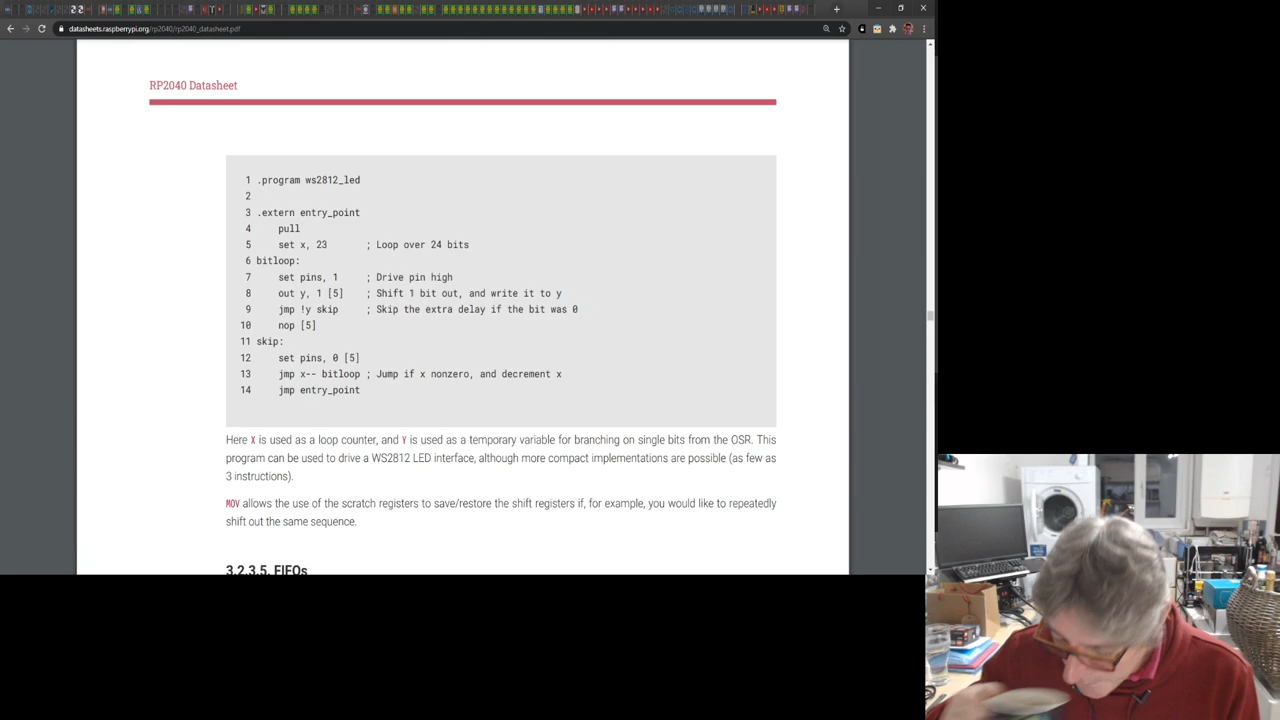 datasheets.raspberrypi.org/rp2040/rp2040_datasheet.pdf
RP2040 Datasheet
1 .program ws2812_led
2
3 .extern entry_point
4 pull
5 set x, 23 ; Loop over 24 bits
6 bitloop:
7 set pins, 1 ; Drive pin high
8 out y, 1 [5] ; Shift 1 bit out, and write it to y
9 jmp !y skip ; Skip the extra delay if the bit was 0
10 nop [5]
11 skip:
12 set pins, 0 [5]
13 jmp x-- bitloop ; Jump if x nonzero, and decrement x
14 jmp entry_point
Here X is used as a loop counter, and Y is used as a temporary variable for branching on single bits from the OSR. This
program can be used to drive a WS2812 LED interface, although more compact implementations are possible (as few as
3 instructions).
MOV allows the use of the scratch registers to save/restore the shift registers if, for example, you would like to repeatedly
shift out the same sequence.
3.2.3.5. FIFOs